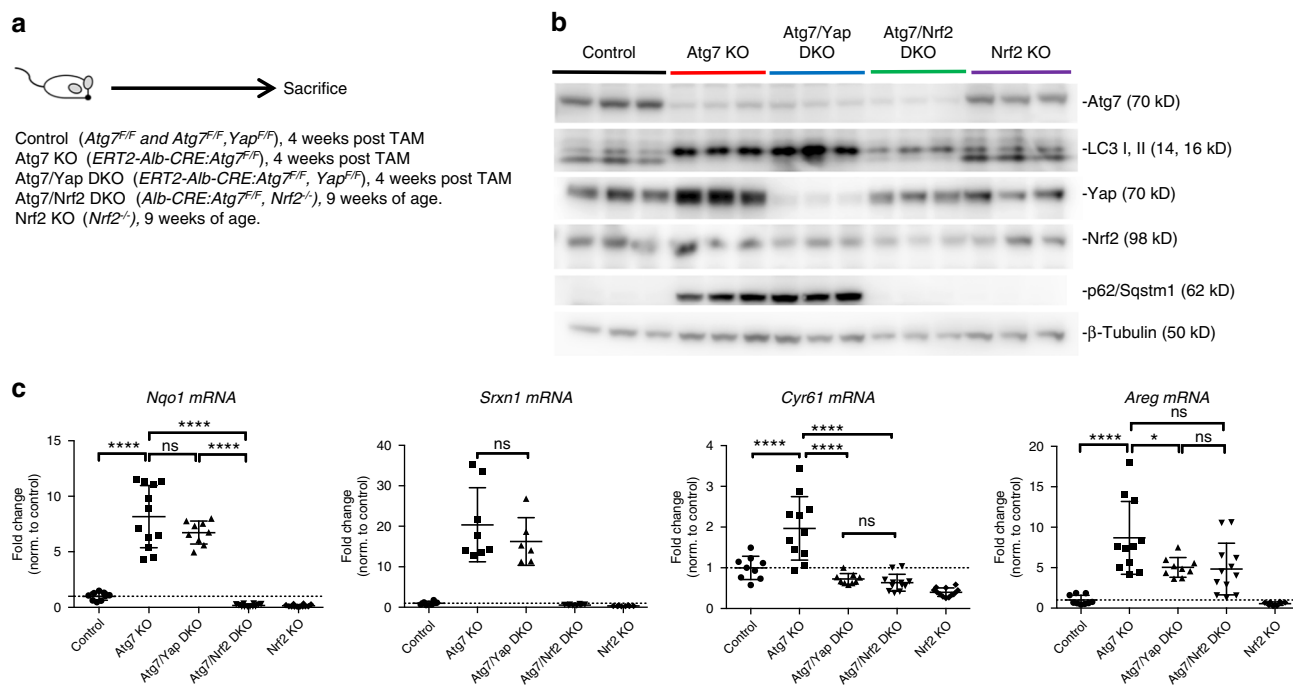 a
Sacrifice
Control (Atg7F/F and Atg7F/F,YapF/F), 4 weeks post TAM
Atg7 KO (ERT2-Alb-CRE:Atg7F/F), 4 weeks post TAM
Atg7/Yap DKO (ERT2-Alb-CRE:Atg7F/F, YapF/F), 4 weeks post TAM
Atg7/Nrf2 DKO (Alb-CRE:Atg7F/F, Nrf2-/-), 9 weeks of age.
Nrf2 KO (Nrf2-/-), 9 weeks of age.
b
Control
Atg7 KO
Atg7/Yap
DKO
Atg7/Nrf2
DKO
Nrf2 KO
-Atg7 (70 kD)
-LC3 I, II (14, 16 kD)
-Yap (70 kD)
-Nrf2 (98 kD)
-p62/Sqstm1 (62 kD)
-β-Tubulin (50 kD)
c
Nqo1 mRNA
Fold change
(norm. to control)
15
10
5
1
0
****
****
ns
****
Control
Atg7 KO
Atg7/Yap DKO
Atg7/Nrf2 DKO
Nrf2 KO
Srxn1 mRNA
Fold change
(norm. to control)
40
30
20
10
1
0
ns
Control
Atg7 KO
Atg7/Yap DKO
Atg7/Nrf2 DKO
Nrf2 KO
Cyr61 mRNA
Fold change
(norm. to control)
4
3
2
1
0
****
****
****
ns
Control
Atg7 KO
Atg7/Yap DKO
Atg7/Nrf2 DKO
Nrf2 KO
Areg mRNA
Fold change
(norm. to control)
20
15
10
5
1
0
ns
****
*
ns
Control
Atg7 KO
Atg7/Yap DKO
Atg7/Nrf2 DKO
Nrf2 KO